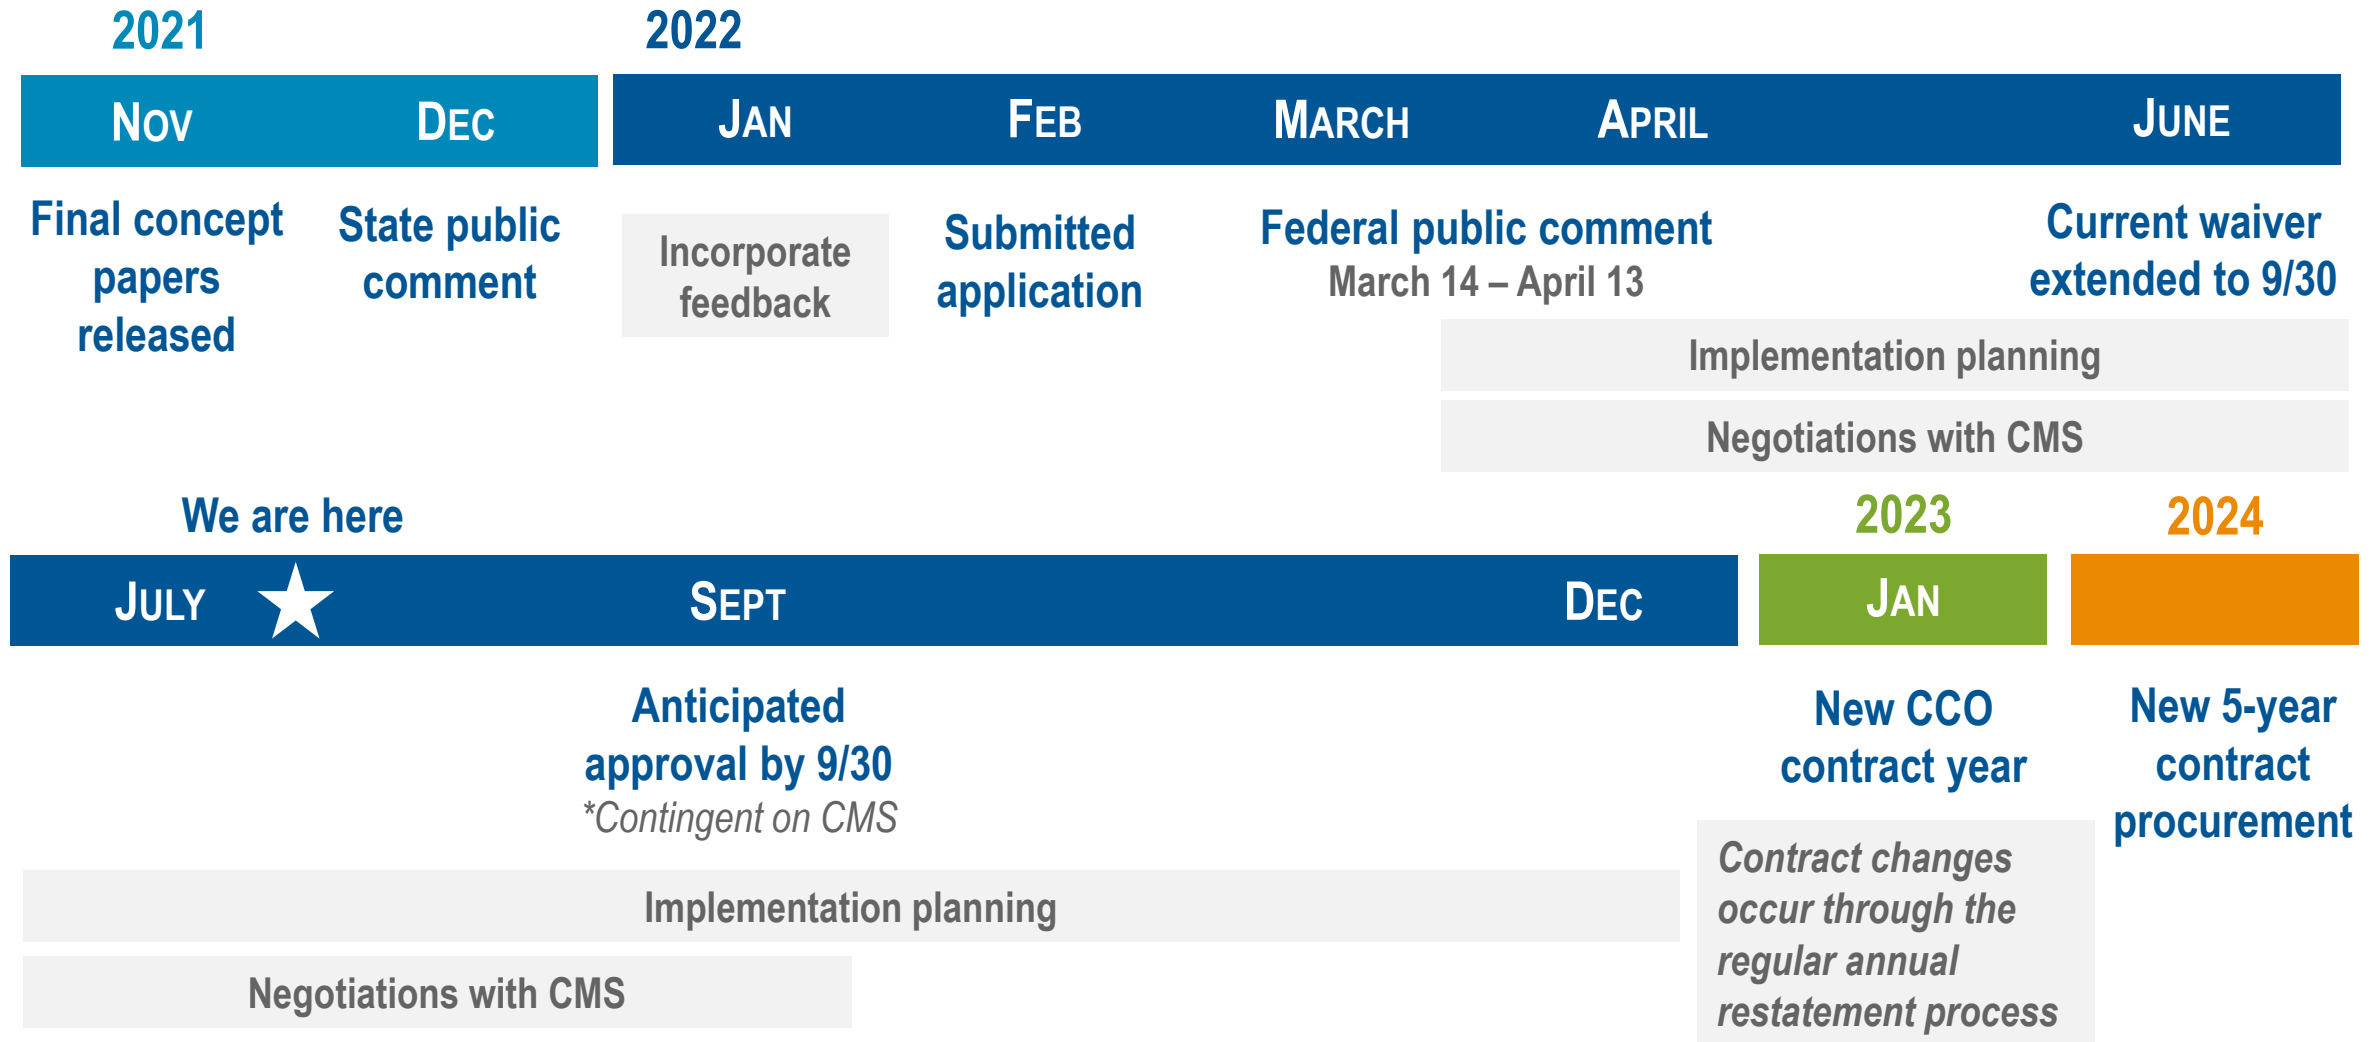 2021
2022
NOV
DEC
JAN
FEB
MARCH
APRIL
JUNE
Final concept
papers
released
State public
comment
Incorporate
feedback
Submitted
application
Federal public comment
March 14 – April 13
Current waiver
extended to 9/30
Implementation planning
Negotiations with CMS
We are here
2023
2024
JULY
SEPT
DEC
JAN
Anticipated
approval by 9/30
*Contingent on CMS
New CCO
contract year
New 5-year
contract
procurement
Implementation planning
Negotiations with CMS
Contract changes
occur through the
regular annual
restatement process